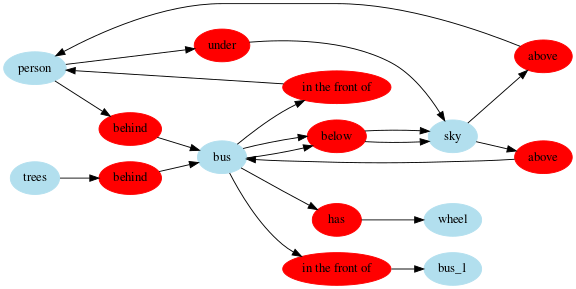 under
above
person
in the front of
behind
below
sky
bus
above
trees
behind
has
wheel
in the front of
bus_1